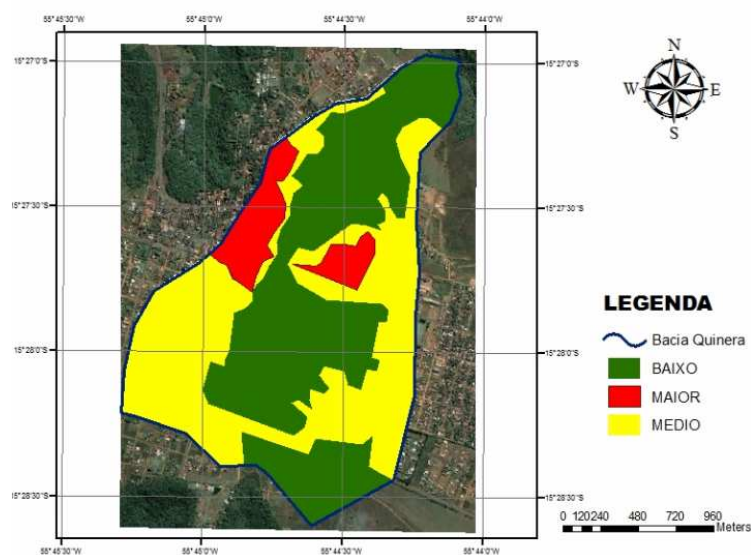 55°45'30"W 55°45'0"W 55°44'30"W 55°44'0"W
15°27'0"S 15°27'0"S
15°27'30"S 15°27'30"S
15°28'0"S 15°28'0"S
15°28'30"S 15°28'30"S
55°45'30"W 55°45'0"W 55°44'30"W 55°44'0"W
N
W E
S
LEGENDA
Bacia Quinera
BAIXO
MAIOR
MEDIO
0 120240 480 720 960
Meters